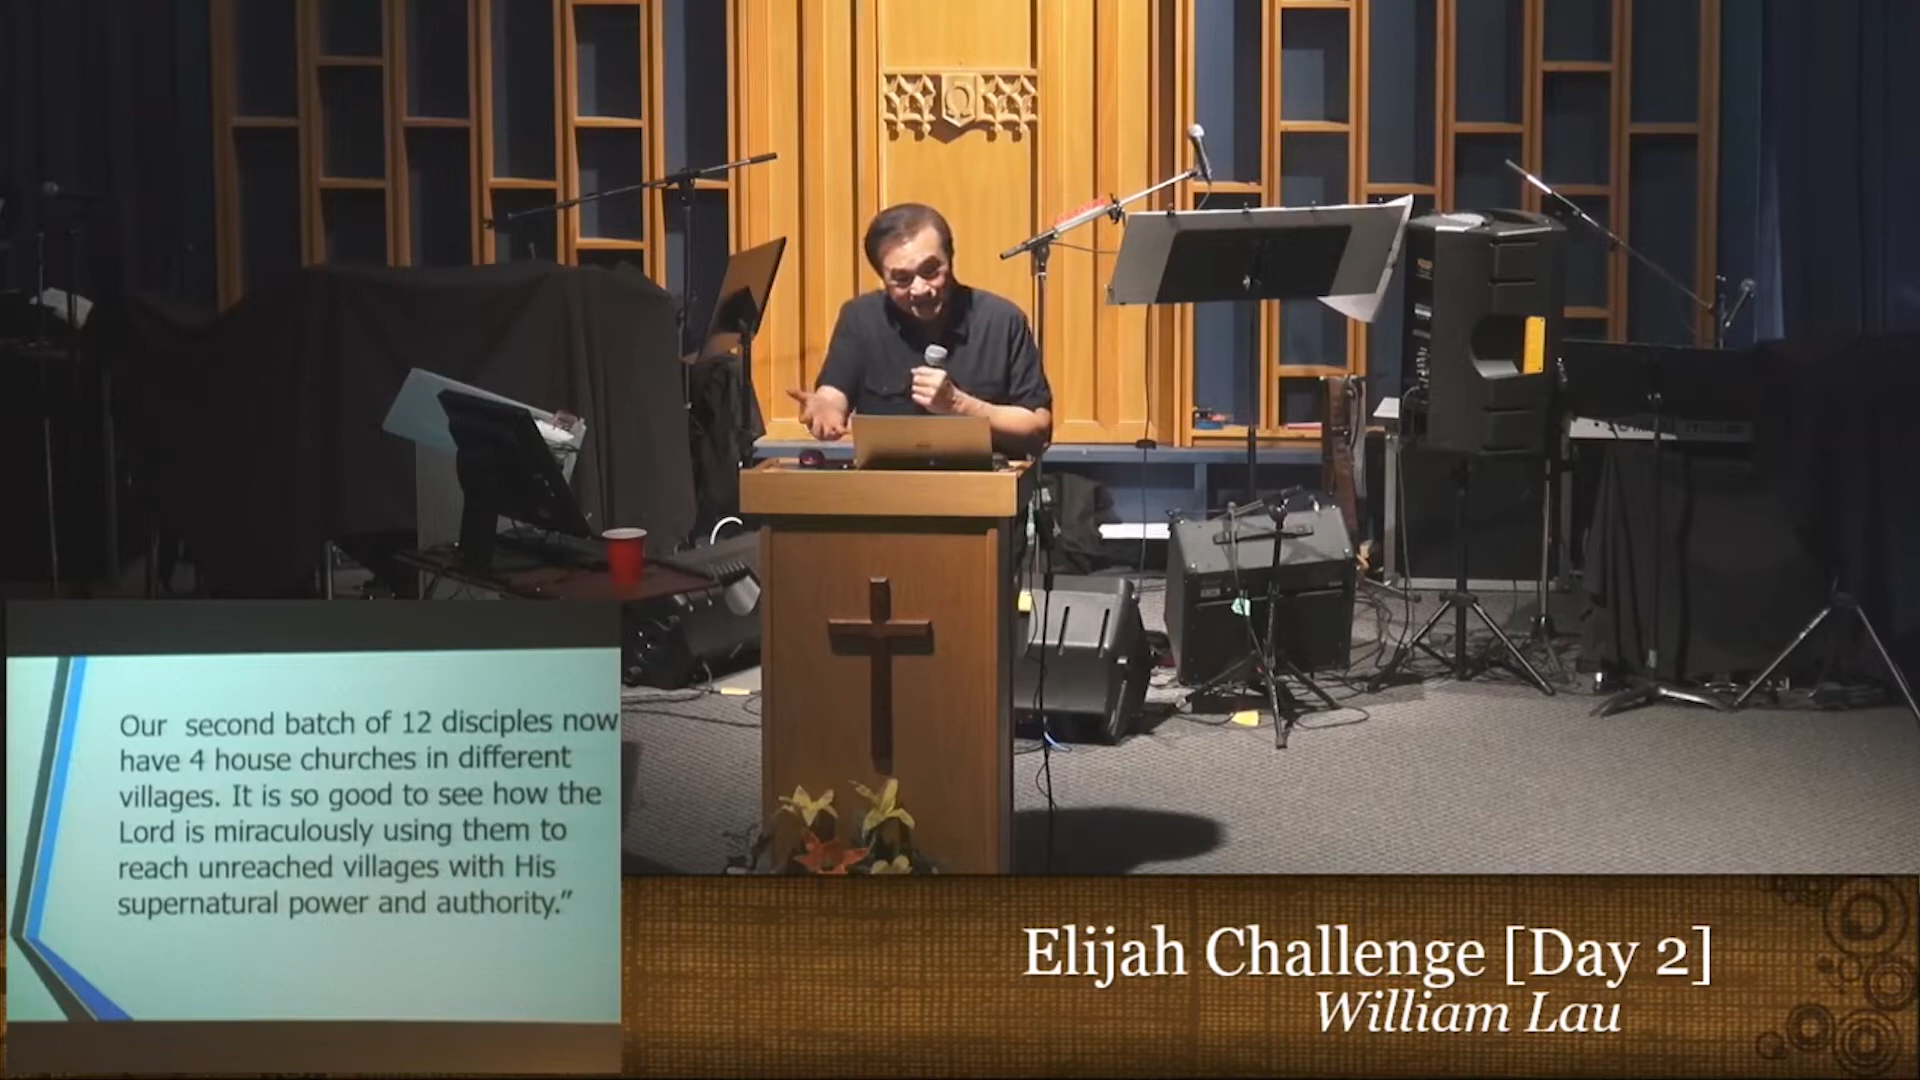 Our second batch of 12 disciples now
have 4 house churches in different
villages. It is so good to see how the
Lord is miraculously using them to
reach unreached villages with His
supernatural power and authority.”
Elijah Challenge [Day 2]
William Lau